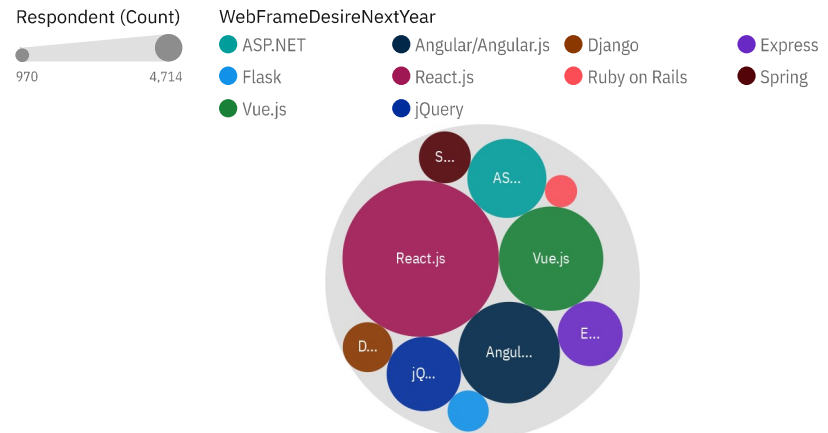 Respondent (Count)
970 4,714
WebFrameDesireNextYear
ASP.NET Angular/Angular.js Django Express
Flask React.js Ruby on Rails Spring
Vue.js jQuery
S...
AS...
React.js
Vue.js
E...
D...
Angul...
jQ...